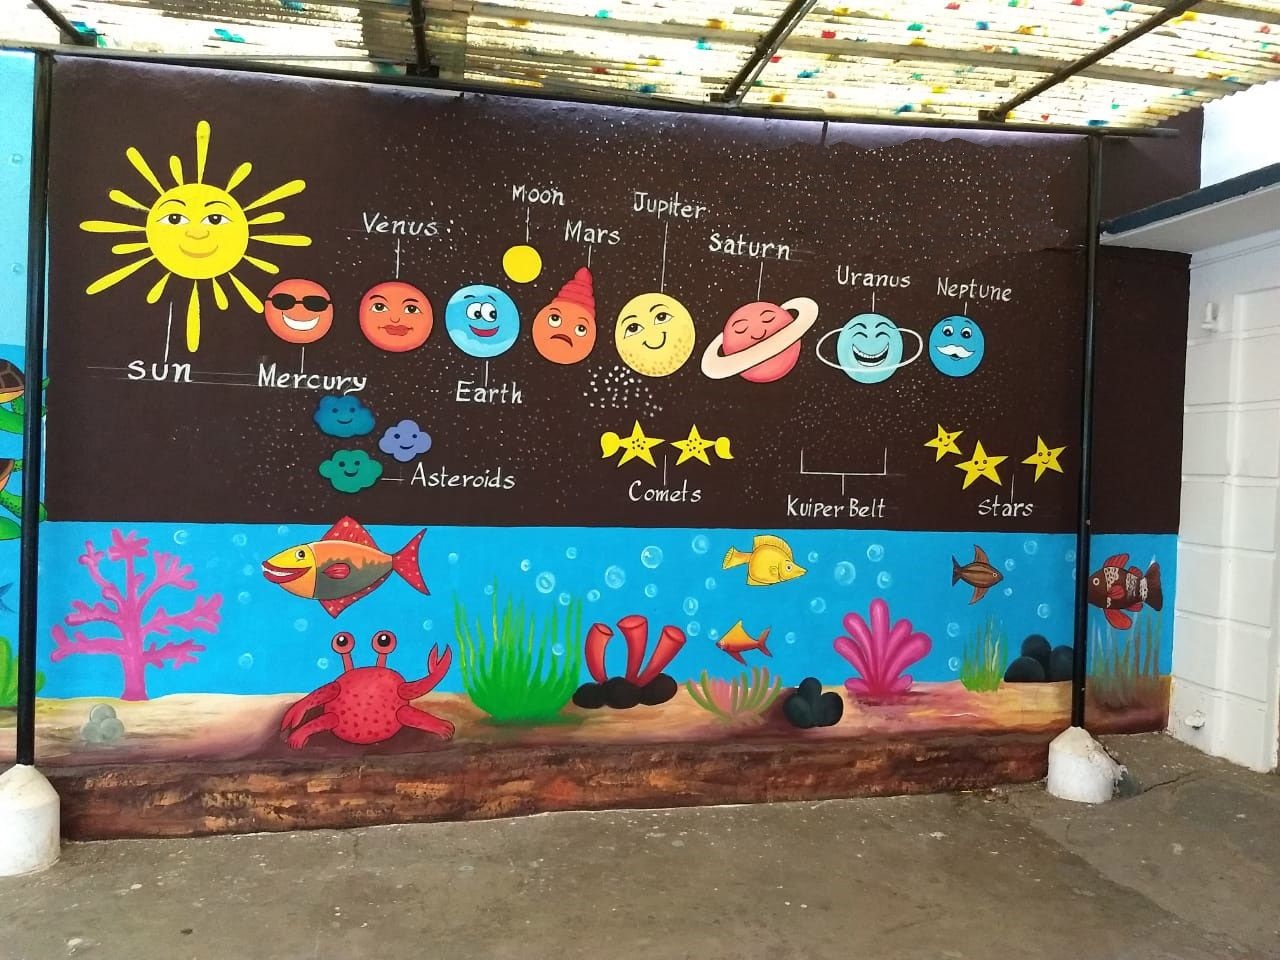 Moon
Jupiter
Venus
Mars
Saturn
Uranus
Neptune
sun
Mercury
Earth
Asteroids
Comets
Kuiper Belt
Stars